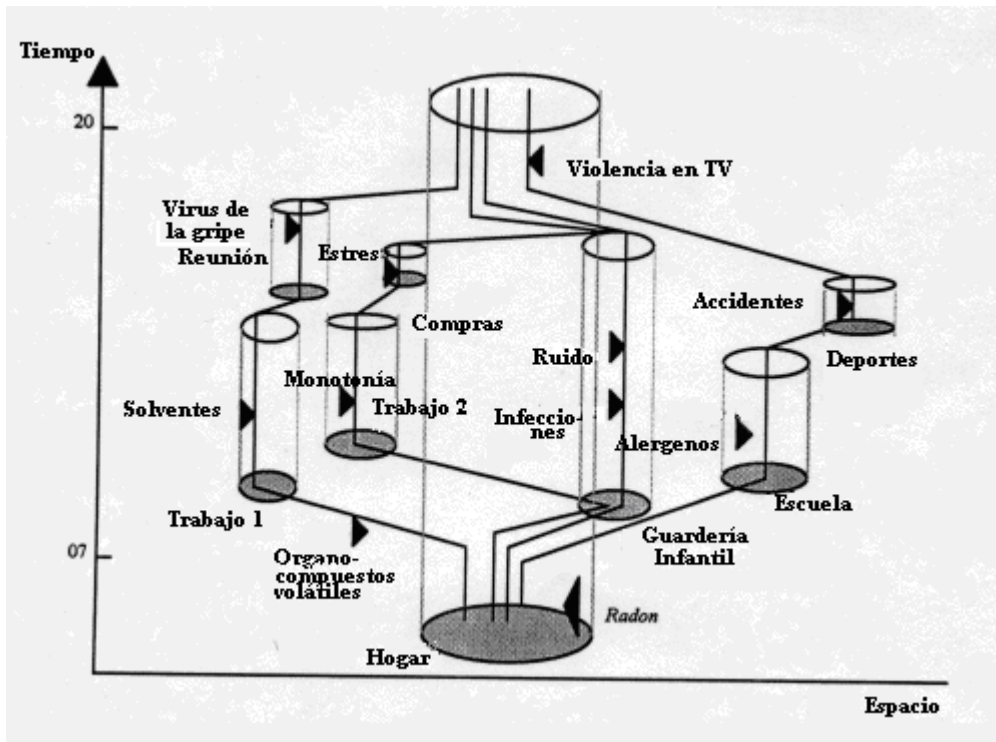 Tiempo
20
Violencia en TV
Virus de
la gripe
Reunión
Estres
Accidentes
Compras
Deportes
Ruido
Monotonía
Trabajo 2
Solventes
Infeccio-
nes
Alergenos
Escuela
Trabajo 1
Guardería
Infantil
07
Organo-
compuestos
volátiles
Radon
Hogar
Espacio